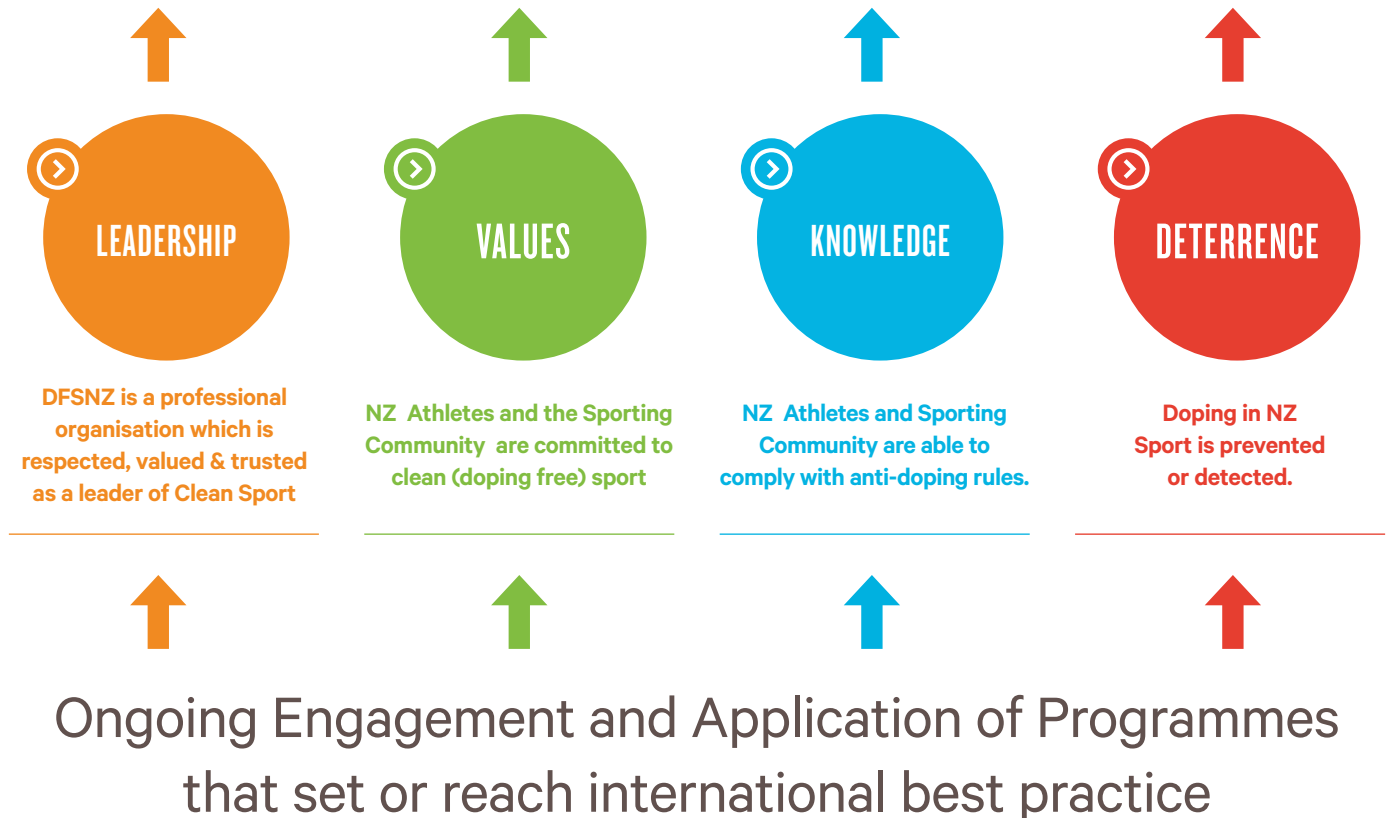 LEADERSHIP
DFSNZ is a professional
organisation which is
respected, valued & trusted
as a leader of Clean Sport
VALUES
NZ Athletes and the Sporting
Community are committed to
clean (doping free) sport
KNOWLEDGE
NZ Athletes and Sporting
Community are able to
comply with anti-doping rules.
DETERRENCE
Doping in NZ
Sport is prevented
or detected.
Ongoing Engagement and Application of Programmes
that set or reach international best practice